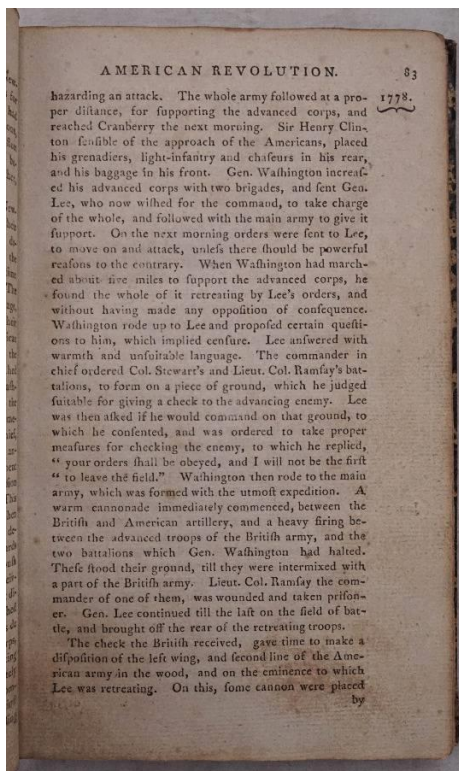 AMERICAN REVOLUTION. 83
hazarding an attack. The whole army followed at a pro- 1778.
per diſtance, for ſupporting the advanced corps, and
reached Cranberry the next morning. Sir Henry Clin-
ton ſenſible of the approach of the Americans, placed
his grenadiers, light-infantry and chaſeurs in his rear,
and his baggage in his front. Gen. Waſhington increaſ-
ed his advanced corps with two brigades, and ſent Gen.
Lee, who now wiſhed for the command, to take charge
of the whole, and followed with the main army to give it
ſupport. On the next morning orders were ſent to Lee,
to move on and attack, unleſs there ſhould be powerful
reaſons to the contrary. When Waſhington had march-
ed about five miles to ſupport the advanced corps, he
found the whole of it retreating by Lee's orders, and
without having made any oppoſition of conſequence.
Waſhington rode up to Lee and propoſed certain queſti-
ons to him, which implied cenſure. Lee anſwered with
warmth and unſuitable language. The commander in
chief ordered Col. Stewart's and Lieut. Col. Ramſay's bat-
talions, to form on a piece of ground, which he judged
ſuitable for giving a check to the advancing enemy. Lee
was then aſked if he would command on that ground, to
which he conſented, and was ordered to take proper
meaſures for checking the enemy, to which he replied,
“ your orders ſhall be obeyed, and I will not be the firſt
“ to leave the field.” Waſhington then rode to the main
army, which was formed with the utmoſt expedition. A
warm cannonade immediately commenced, between the
Britiſh and American artillery, and a heavy firing be-
tween the advanced troops of the Britiſh army, and the
two battalions which Gen. Waſhington had halted.
Theſe ſtood their ground, till they were intermixed with
a part of the Britiſh army. Lieut. Col. Ramſay the com-
mander of one of them, was wounded and taken priſon-
er. Gen. Lee continued till the laſt on the field of bat-
tle, and brought off the rear of the retreating troops.
The check the Britiſh received, gave time to make a
diſpoſition of the left wing, and ſecond line of the Ame-
rican army in the wood, and on the eminence to which
Lee was retreating. On this, ſome cannon were placed
by